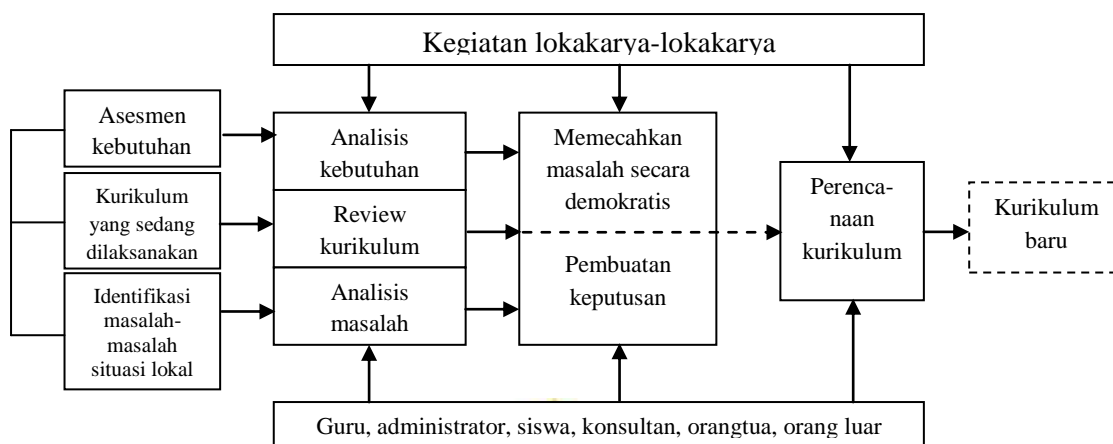 Kegiatan lokakarya-lokakarya
Asesmen
kebutuhan
Kurikulum
yang sedang
dilaksanakan
Identifikasi
masalah-
masalah
situasi lokal
Analisis
kebutuhan
Review
kurikulum
Analisis
masalah
Memecahkan
masalah secara
demokratis
Pembuatan
keputusan
Perenca-
naan
kurikulum
Kurikulum
baru
Guru, administrator, siswa, konsultan, orangtua, orang luar